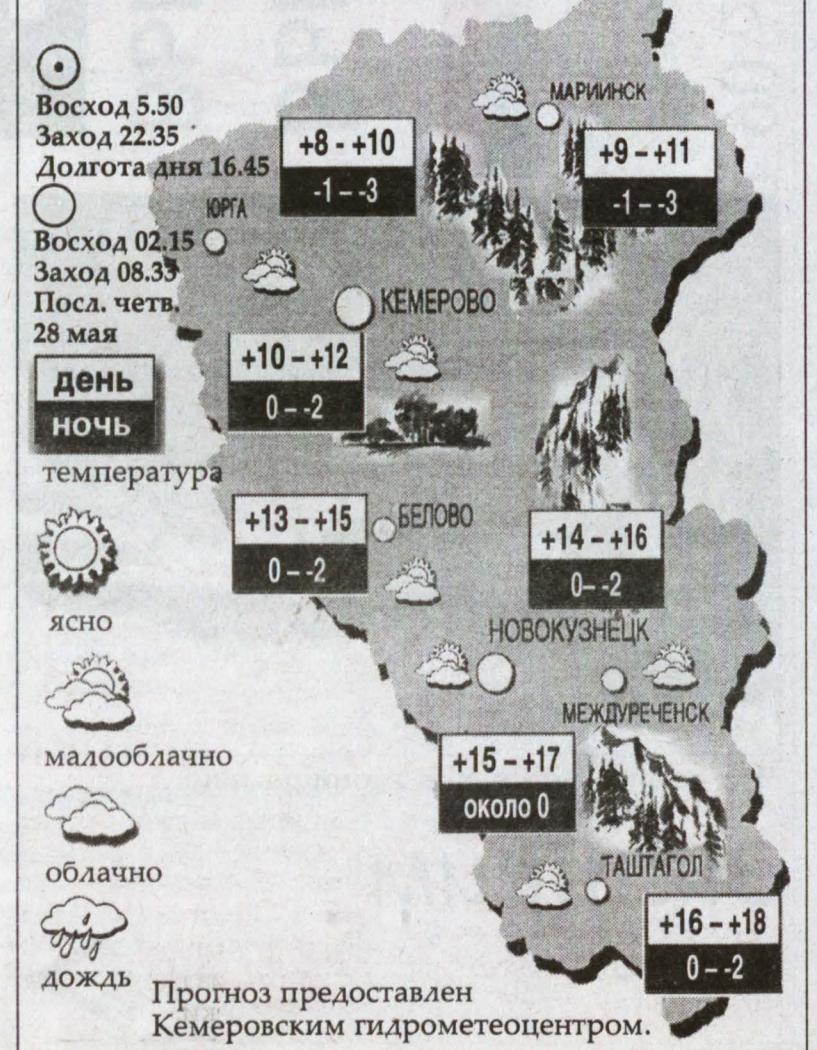 Восход 5.50
Заход 22.35
Долгота дня 16.45
Восход 02.15
Заход 08.33
Посл. четв.
28 мая
день
ночь
температура
ясно
малооблачно
облачно
дождь
МАРИИНСК
+8 - +10
-1 – -3
+9 – +11
-1 – -3
ЮРГА
КЕМЕРОВО
+10 – +12
0 – -2
+13 – +15
0 – -2
БЕЛОВО
+14 – +16
0– -2
НОВОКУЗНЕЦК
МЕЖДУРЕЧЕНСК
+15 – +17
около 0
ТАШТАГОЛ
+16 – +18
0 – -2
Прогноз предоставлен
Кемеровским гидрометеоцентром.